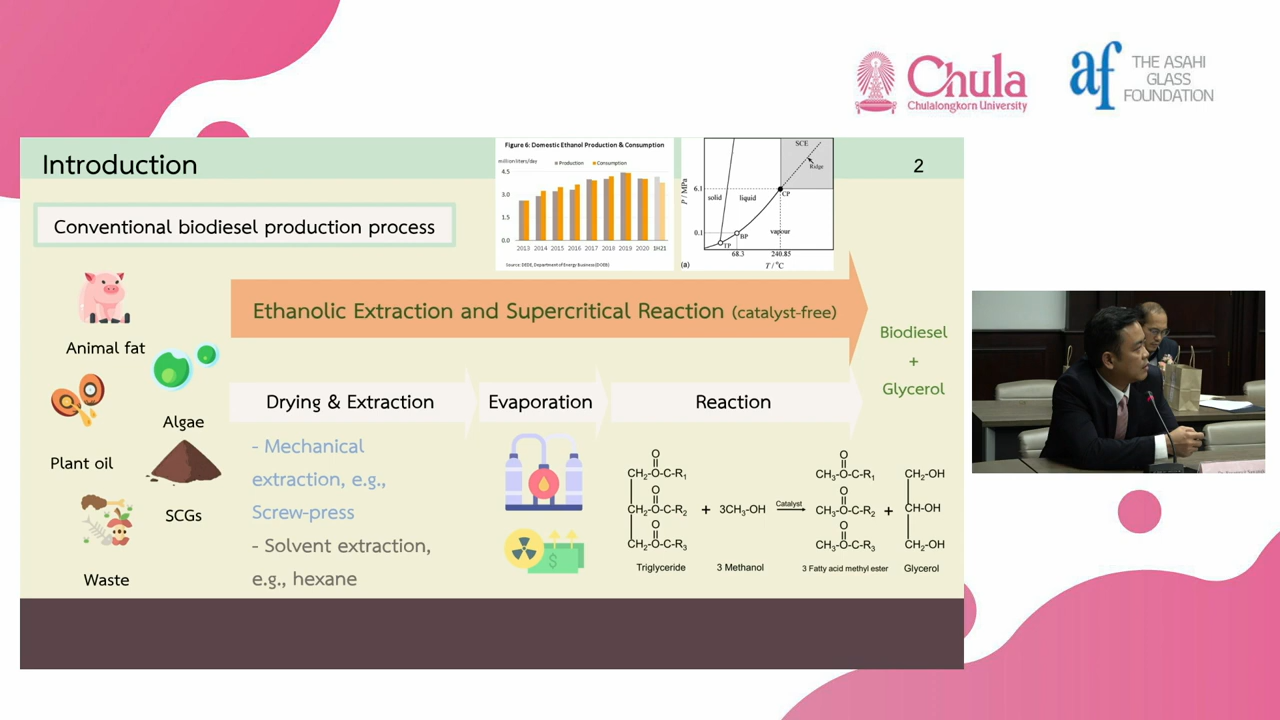 Chula
Chulalongkorn University
af
THE ASAHI
GLASS
FOUNDATION
Introduction
2
Conventional biodiesel production process
Figure 6: Domestic Ethanol Production & Consumption
million liters/day
Production
Consumption
4.5
3.0
1.5
0.0
2013 2014 2015 2016 2017 2018 2019 2020 1H21
Source: DEDE, Department of Energy Business (DOEB)
P / MPa
6.1
0.1
solid
liquid
SCE
Ridge
CP
vapour
BP
TP
68.3
240.85
(a)
T / °C
Ethanolic Extraction and Supercritical Reaction (catalyst-free)
Biodiesel
+
Glycerol
Animal fat
Algae
Plant oil
SCGs
Waste
Drying & Extraction
Evaporation
Reaction
- Mechanical
extraction, e.g.,
Screw-press
- Solvent extraction,
e.g., hexane
$
O
CH2-O-C-R1
O
CH2-O-C-R2
O
CH2-O-C-R3
+ 3CH3-OH
Catalyst
O
CH3-O-C-R1
O
CH3-O-C-R2
O
CH3-O-C-R3
+
CH2-OH
CH-OH
CH2-OH
Triglyceride
3 Methanol
3 Fatty acid methyl ester
Glycerol